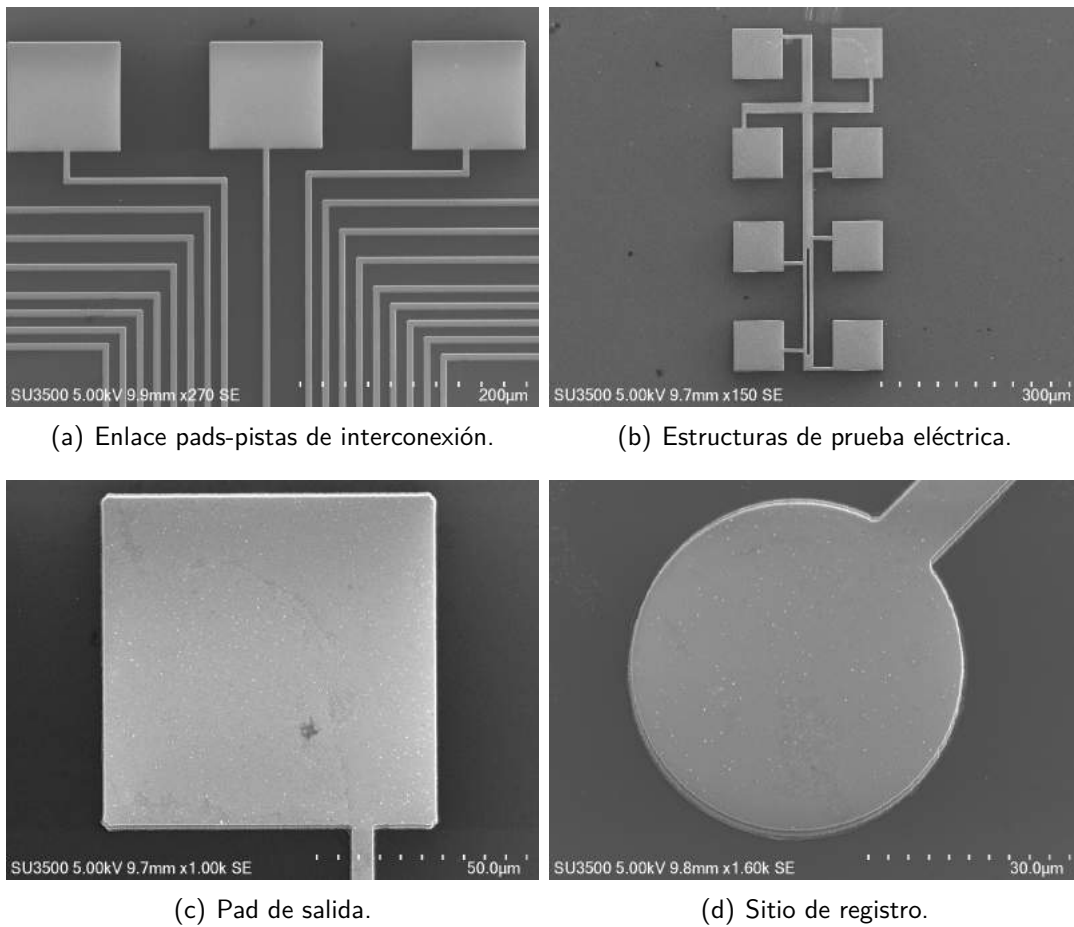 SU3500 5.00kV 9.9mm x270 SE 200µm
SU3500 5.00kV 9.7mm x150 SE 300µm
(a) Enlace pads-pistas de interconexión.
(b) Estructuras de prueba eléctrica.
SU3500 5.00kV 9.7mm x1.00k SE 50.0µm
SU3500 5.00kV 9.8mm x1.60k SE 30.0µm
(c) Pad de salida.
(d) Sitio de registro.